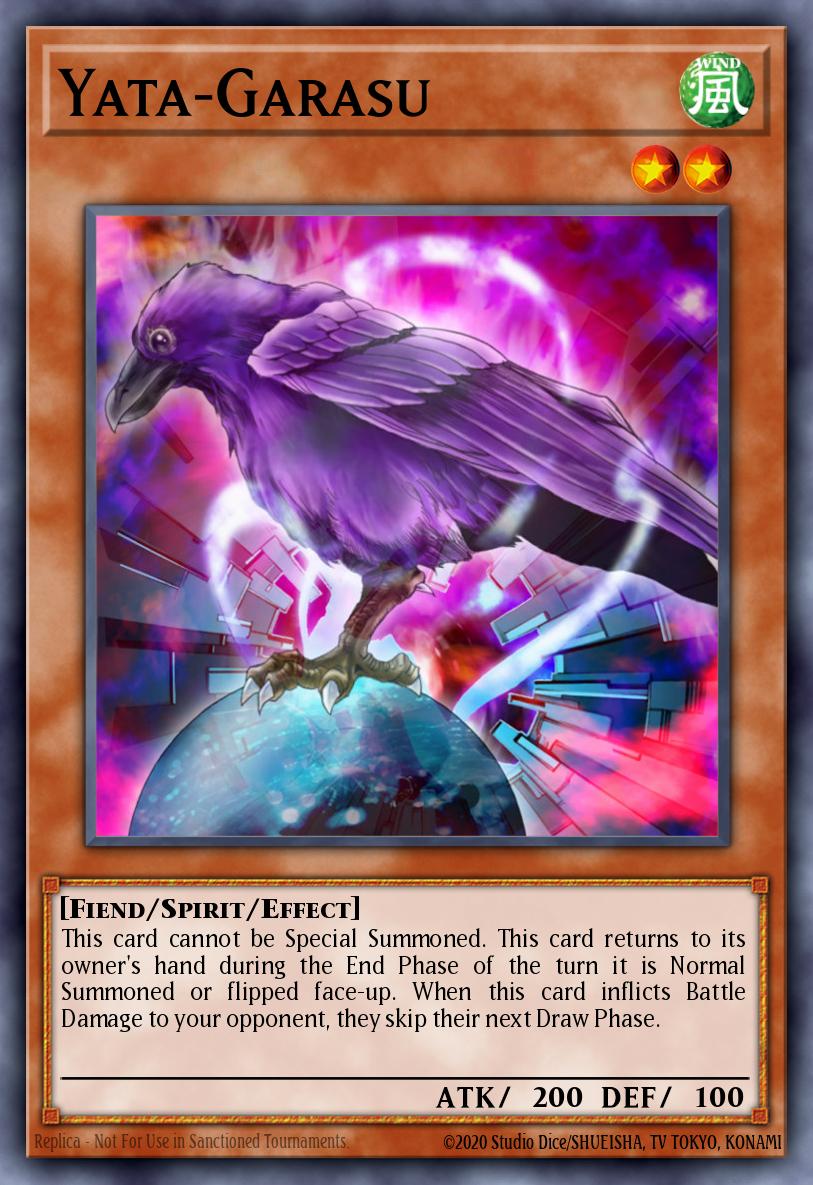 Yata-Garasu
WIND
風
[Fiend/Spirit/Effect]
This card cannot be Special Summoned. This card returns to its
owner's hand during the End Phase of the turn it is Normal
Summoned or flipped face-up. When this card inflicts Battle
Damage to your opponent, they skip their next Draw Phase.
ATK/ 200 DEF/ 100
Replica - Not For Use in Sanctioned Tournaments.
©2020 Studio Dice/SHUEISHA, TV TOKYO, KONAMI